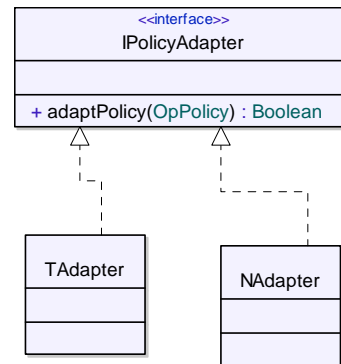 <<interface>>
IPolicyAdapter
+ adaptPolicy(OpPolicy) : Boolean
TAdapter
NAdapter